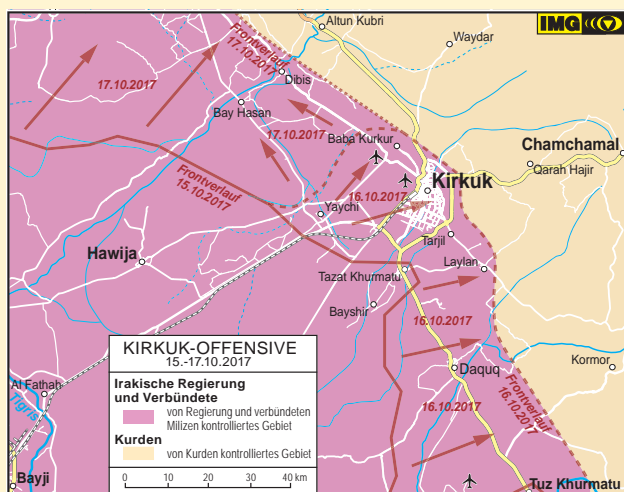 IMG
Altun Kubri
Waydar
Frontverlauf
17.10.2017
17.10.2017
17.10.2017
Dibis
Bay Hasan
17.10.2017
Baba Kurkur
Chamchamal
Qarah Hajir
Kirkuk
Frontverlauf
15.10.2017
16.10.2017
Yaychi
Tarjil
Hawija
Laylan
Tazat Khurmatu
Bayshir
16.10.2017
KIRKUK-OFFENSIVE
15.-17.10.2017
Irakische Regierung
und Verbündete
von Regierung und verbündeten
Milizen kontrolliertes Gebiet
Kurden
von Kurden kontrolliertes Gebiet
0 10 20 30 40 km
Kormor
Daquq
Frontverlauf
16.10.2017
16.10.2017
Al Fathah
Tigris
Bayji
Tuz Khurmatu